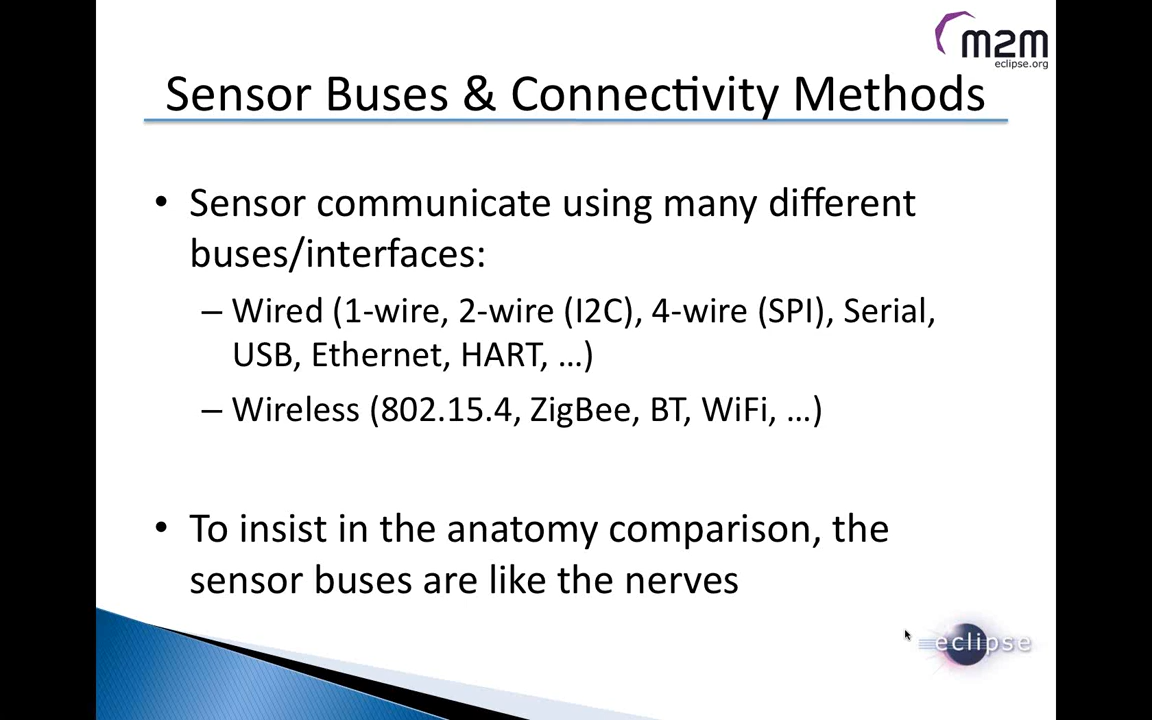 m2m
eclipse.org
Sensor Buses & Connectivity Methods
• Sensor communicate using many different
buses/interfaces:
– Wired (1-wire, 2-wire (I2C), 4-wire (SPI), Serial,
USB, Ethernet, HART, …)
– Wireless (802.15.4, ZigBee, BT, WiFi, …)
• To insist in the anatomy comparison, the
sensor buses are like the nerves
eclipse